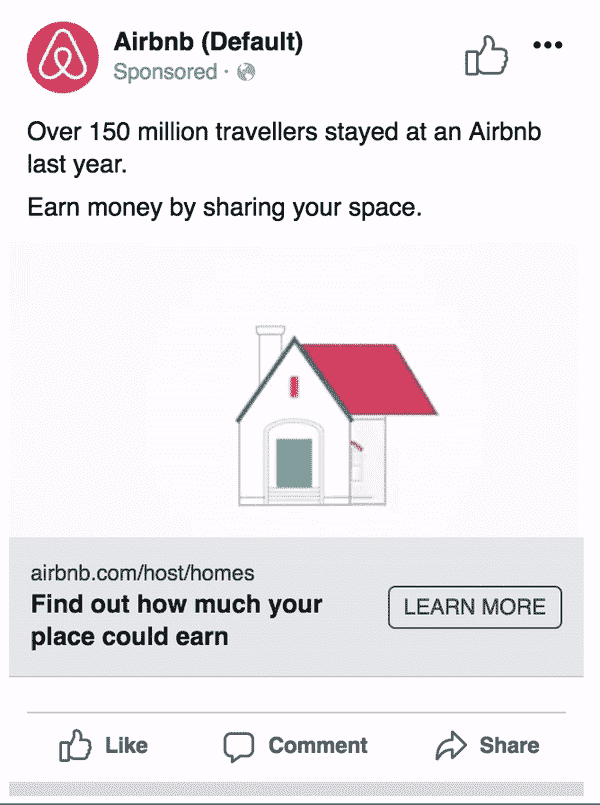 Airbnb (Default)
Sponsored ·
Over 150 million travellers stayed at an Airbnb
last year.
Earn money by sharing your space.
airbnb.com/host/homes
Find out how much your
place could earn
LEARN MORE
Like
Comment
Share